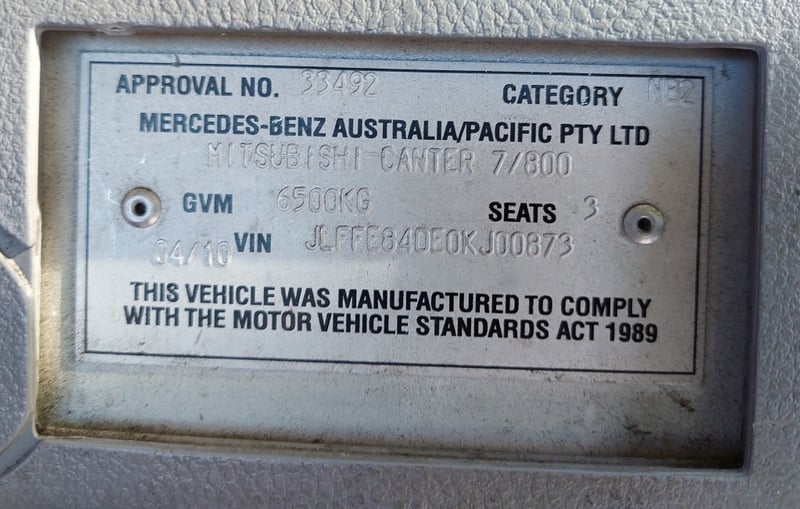 APPROVAL NO. 33492 CATEGORY NB2
MERCEDES-BENZ AUSTRALIA/PACIFIC PTY LTD
MITSUBISHI CANTER 7/800
GVM 6500KG SEATS 3
04/10 VIN JLFFE84DE0KJ00873
THIS VEHICLE WAS MANUFACTURED TO COMPLY
WITH THE MOTOR VEHICLE STANDARDS ACT 1989